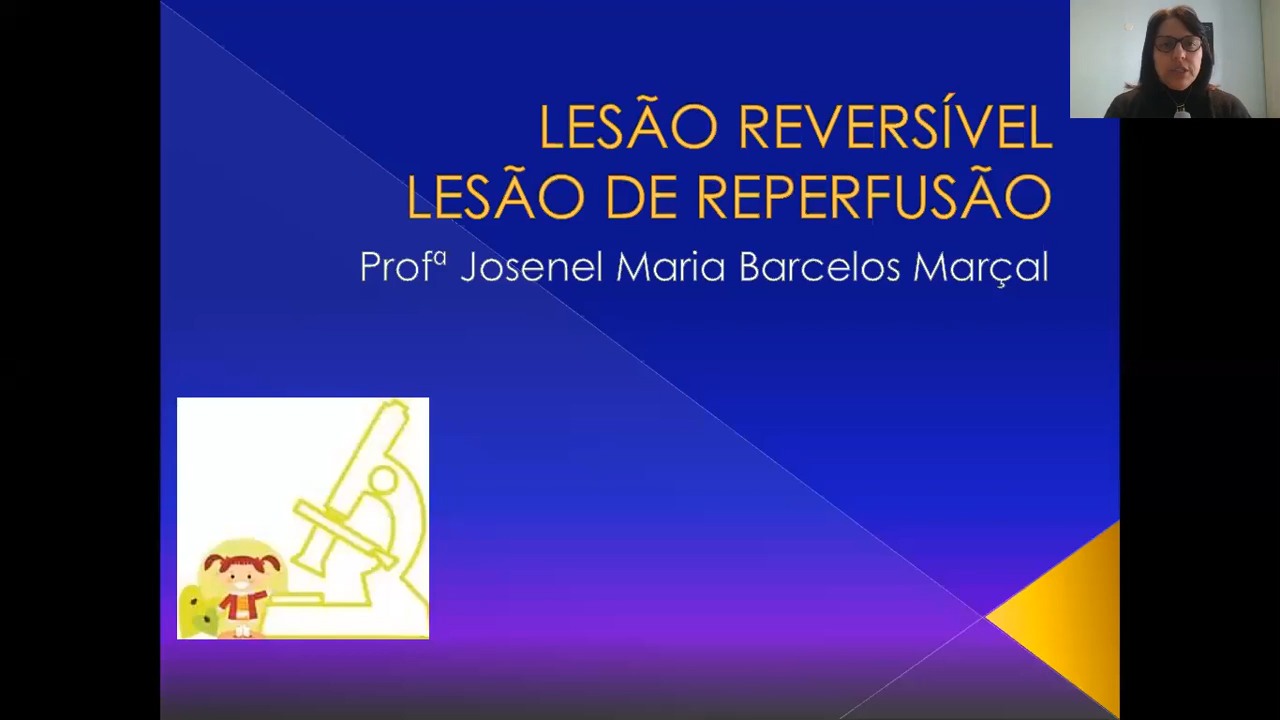 LESÃO REVERSÍVEL
LESÃO DE REPERFUSÃO
Profª Josenel Maria Barcelos Marçal